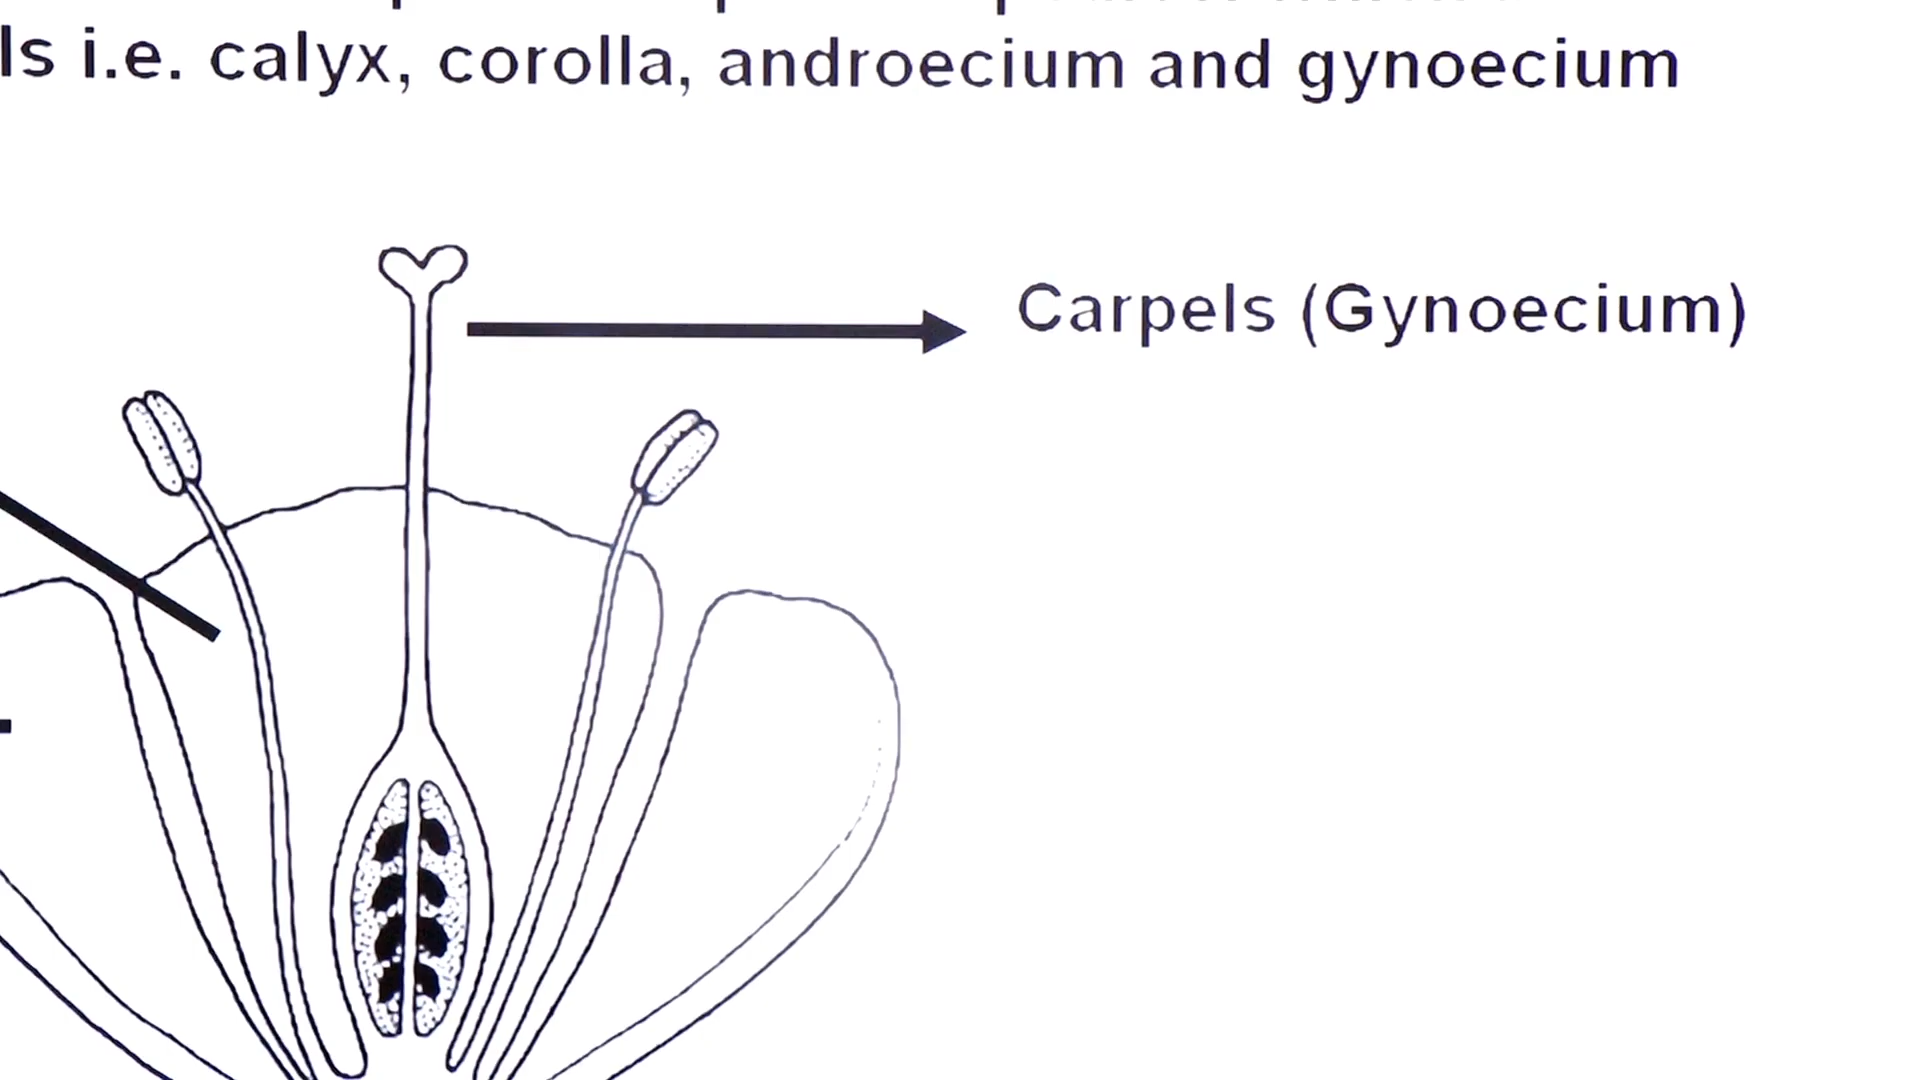 ls i.e. calyx, corolla, androecium and gynoecium
Carpels (Gynoecium)